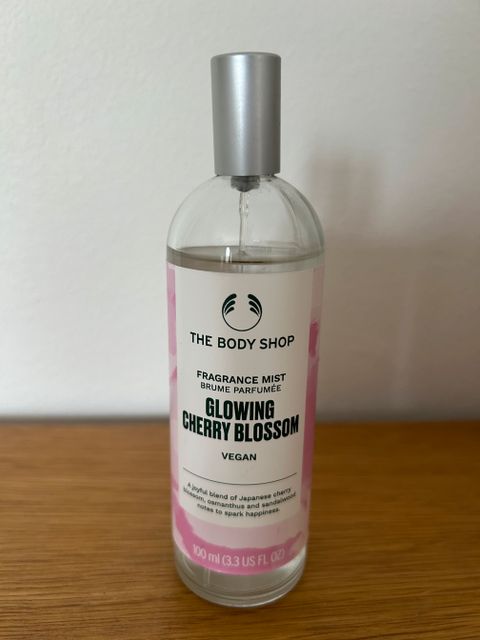 THE BODY SHOP
FRAGRANCE MIST
BRUME PARFUMÉE
GLOWING
CHERRY BLOSSOM
VEGAN
A joyful blend of Japanese cherry
blossom, osmanthus and sandalwood
notes to spark happiness.
100 ml (3.3 US FL OZ)